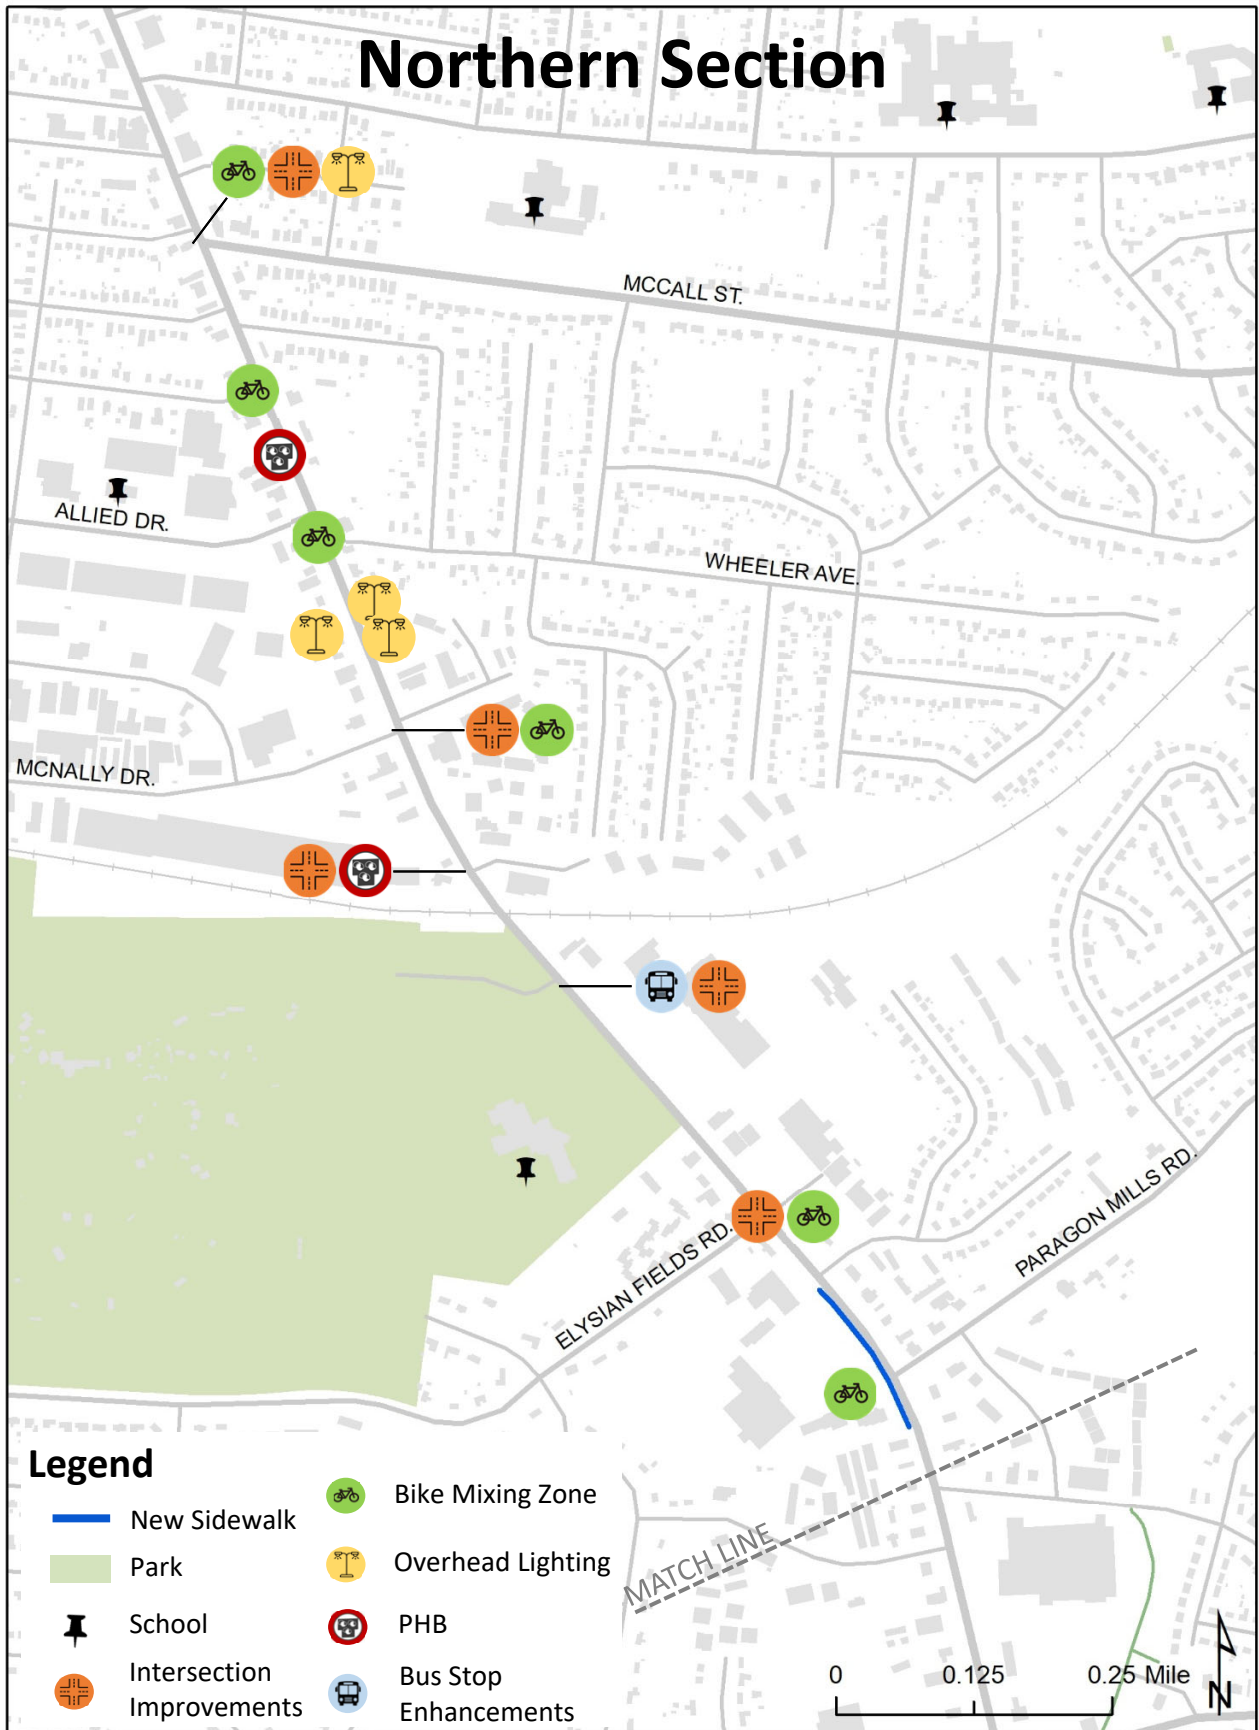 Northern Section
MCCALL ST.
ALLIED DR.
WHEELER AVE.
MCNALLY DR.
PARAGON MILLS RD.
ELYSIAN FIELDS RD.
MATCH LINE
Legend
New Sidewalk
Park
School
Intersection
Improvements
Bike Mixing Zone
Overhead Lighting
PHB
Bus Stop
Enhancements
0 0.125 0.25 Mile
N